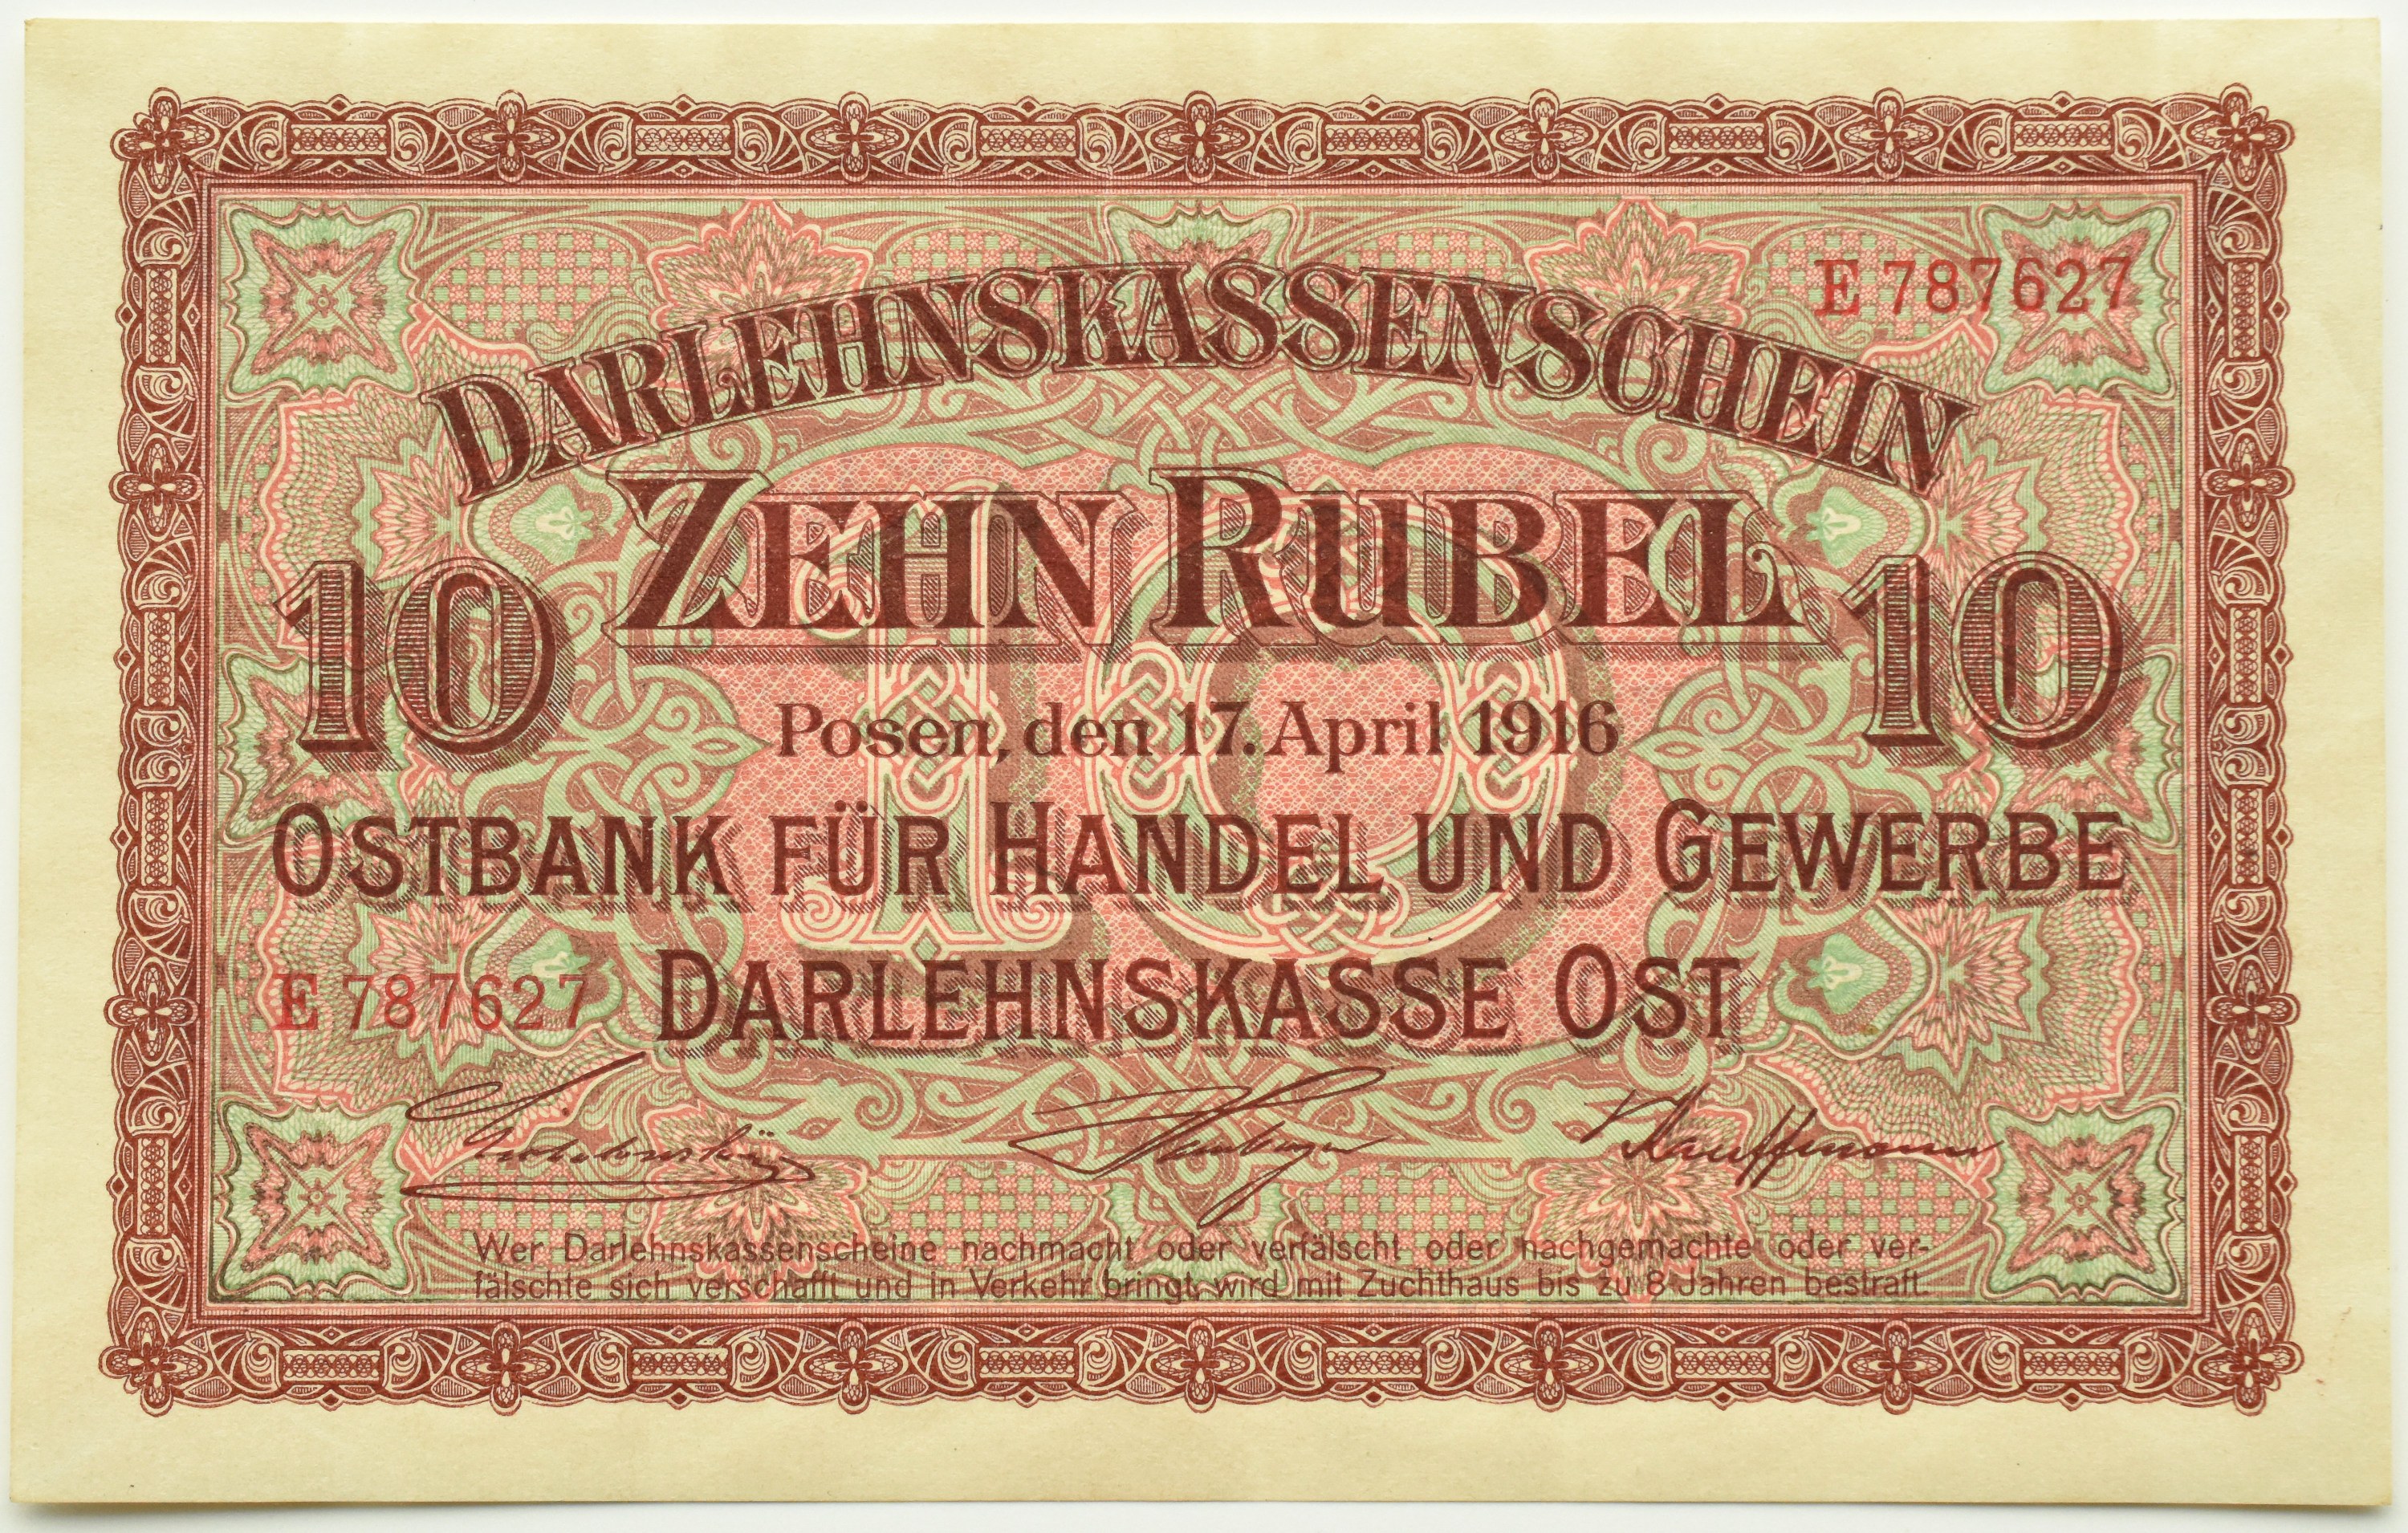 E 787627
DARLEHNSKASSENSCHEIN
ZEHN RUBEL
10 10
Posen, den 17. April 1916
OSTBANK FÜR HANDEL UND GEWERBE
E 787627 DARLEHNSKASSE OST
Kauffmann
Wer Darlehnskassenscheine nachmacht oder verfälscht oder nachgemachte oder ver-
fälschte sich verschafft und in Verkehr bringt, wird mit Zuchthaus bis zu 8 Jahren bestraft.
10